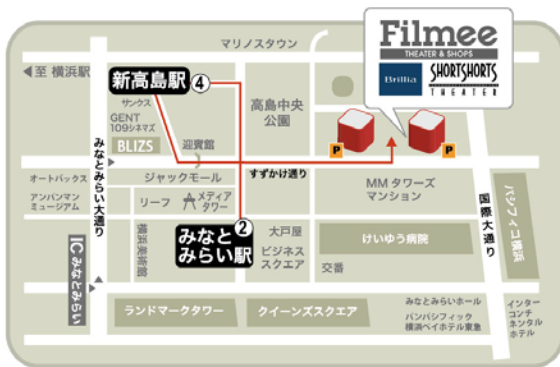 マリノスタウン
Filmee
THEATER & SHOPS
Brillia
SHORTSHORTS
THEATER
至 横浜駅
新高島駅
4
サンクス
GENT
109シネマズ
BLIZS
迎賓館
高島中央
公園
P
P
みなとみらい大通り
すずかけ通り
オートバックス
ジャックモール
アンパンマン
ミュージアム
リーフ
メディア
タワー
MMタワーズ
マンション
国際大通り
パシフィコ横浜
2
みなと
みらい駅
横浜美術館
大戸屋
ビジネス
スクエア
けいゆう病院
交番
IC みなとみらい
ランドマークタワー
クイーンズスクエア
みなとみらいホール
パンパシフィック
横浜ベイホテル東急
インター
コンチ
ネンタル
ホテル